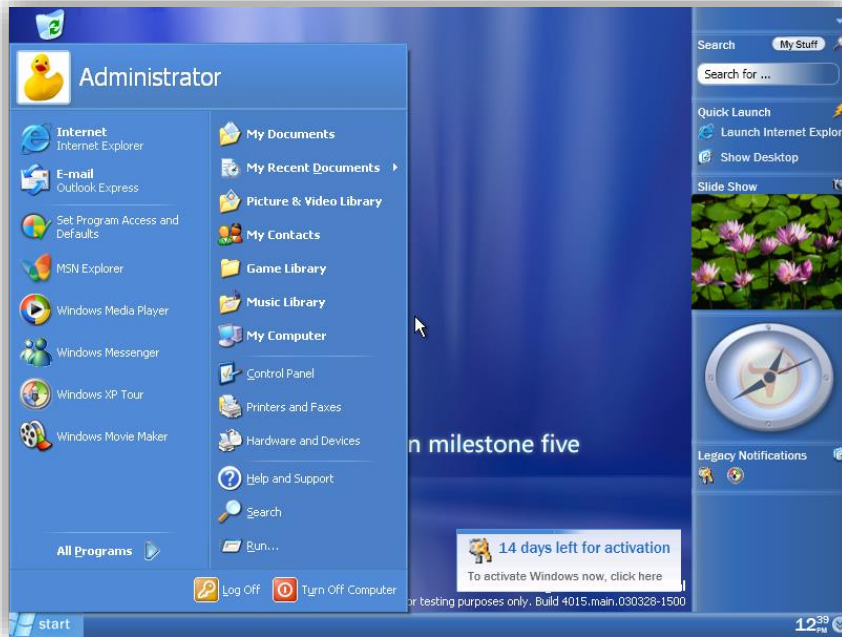 Administrator
Internet
Internet Explorer
E-mail
Outlook Express
Set Program Access and
Defaults
MSN Explorer
Windows Media Player
Windows Messenger
Windows XP Tour
Windows Movie Maker
All Programs
My Documents
My Recent Documents
Picture & Video Library
My Contacts
Game Library
Music Library
My Computer
Control Panel
Printers and Faxes
Hardware and Devices
Help and Support
Search
Run...
Log Off
Turn Off Computer
start
n milestone five
14 days left for activation
To activate Windows now, click here
or testing purposes only. Build 4015.main.030328-1500
Search
My Stuff
Search for ...
Quick Launch
Launch Internet Explor
Show Desktop
Slide Show
Legacy Notifications
12 39 PM